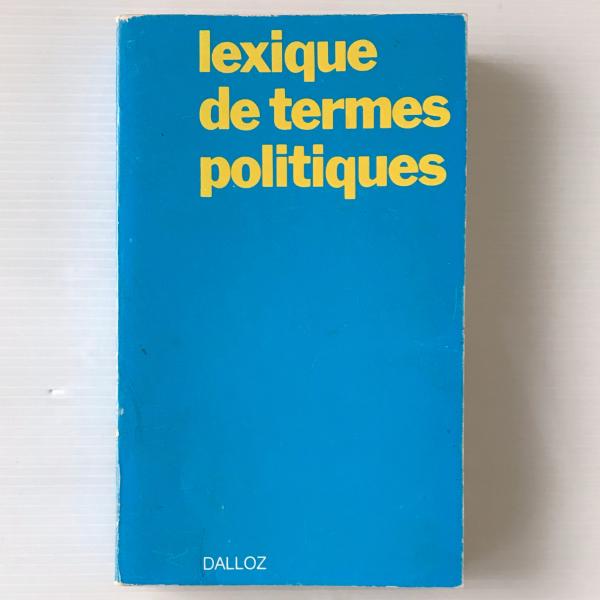 lexique
de termes
politiques
DALLOZ